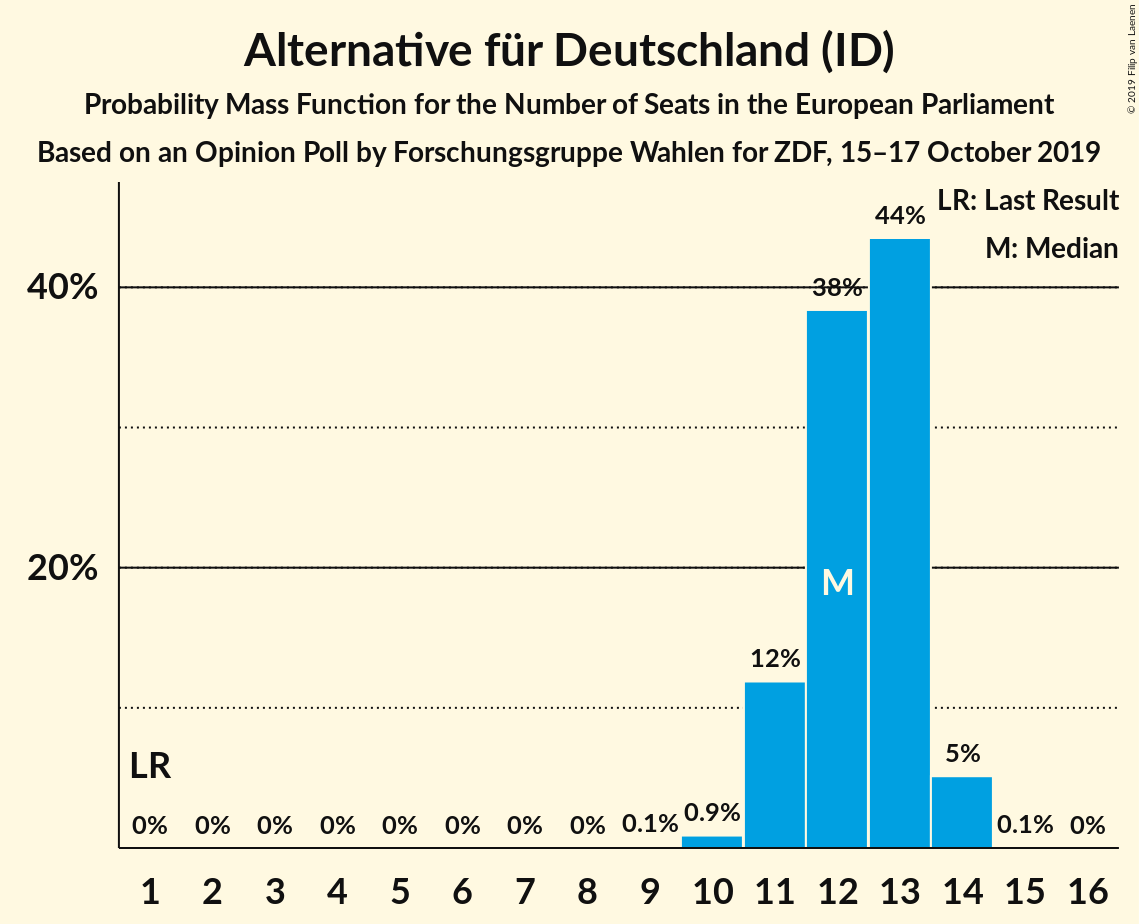 Alternative für Deutschland (ID)
Probability Mass Function for the Number of Seats in the European Parliament
Based on an Opinion Poll by Forschungsgruppe Wahlen for ZDF, 15–17 October 2019
© 2019 Filip van Laenen
LR: Last Result
M: Median
44%
40%
38%
20%
M
12%
LR
5%
0% 0% 0% 0% 0% 0% 0% 0% 0.1% 0.9% 0.1% 0%
1 2 3 4 5 6 7 8 9 10 11 12 13 14 15 16